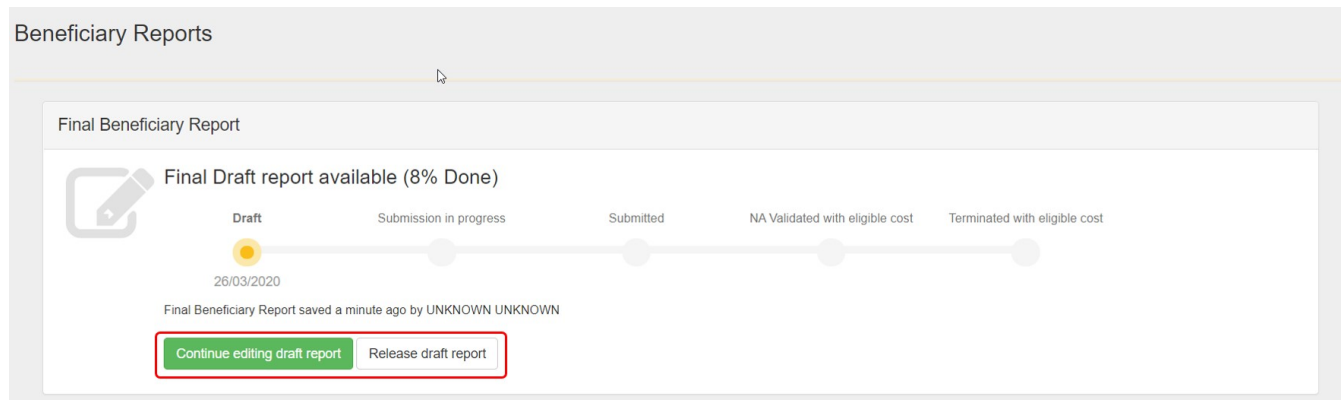 Beneficiary Reports
Final Beneficiary Report
Final Draft report available (8% Done)
Draft Submission in progress Submitted NA Validated with eligible cost Terminated with eligible cost
26/03/2020
Final Beneficiary Report saved a minute ago by UNKNOWN UNKNOWN
Continue editing draft report Release draft report